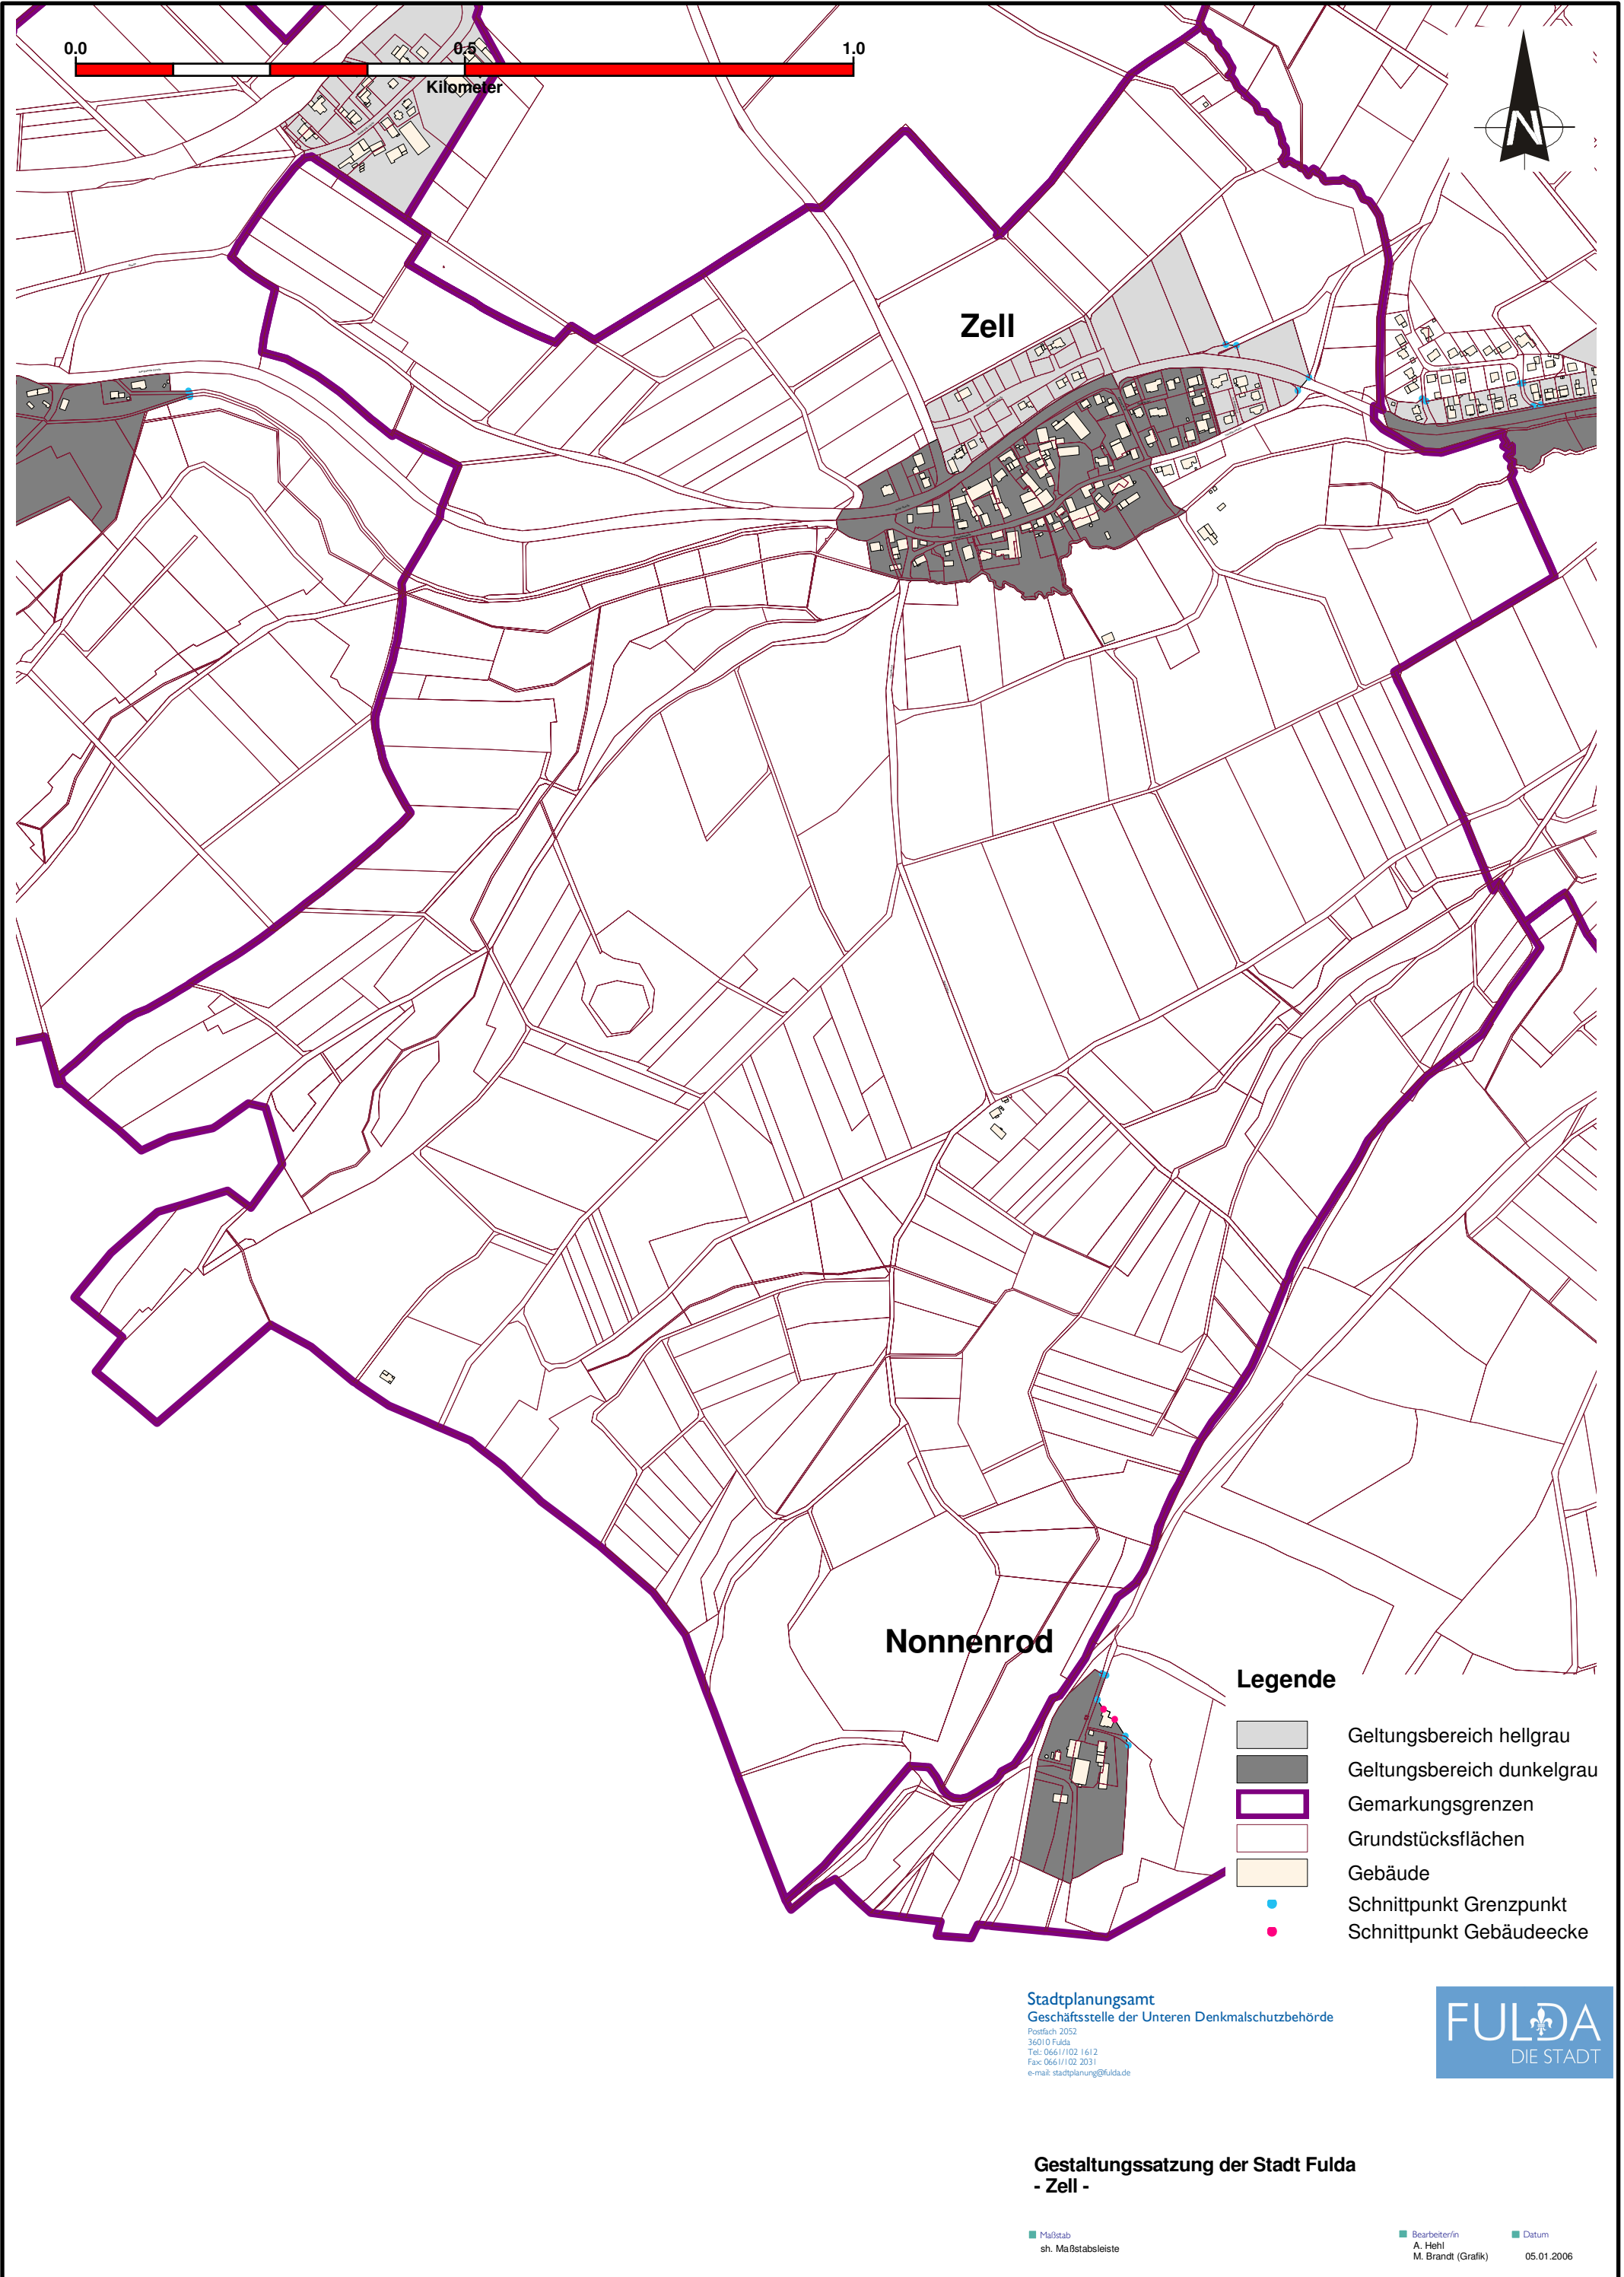 0.0 0.5 1.0
Kilometer
N
Zell
Nonnenrod
Legende
Geltungsbereich hellgrau
Geltungsbereich dunkelgrau
Gemarkungsgrenzen
Grundstücksflächen
Gebäude
Schnittpunkt Grenzpunkt
Schnittpunkt Gebäudeecke
Stadtplanungsamt
Geschäftsstelle der Unteren Denkmalschutzbehörde
Postfach 2052
36010 Fulda
Tel.: 0661/102 1612
Fax: 0661/102 2031
e-mail: stadtplanung@fulda.de
FULDA
DIE STADT
Gestaltungssatzung der Stadt Fulda
- Zell -
Maßstab
sh. Maßstabsleiste
Bearbeiter/in
A. Hehl
M. Brandt (Grafik)
Datum
05.01.2006